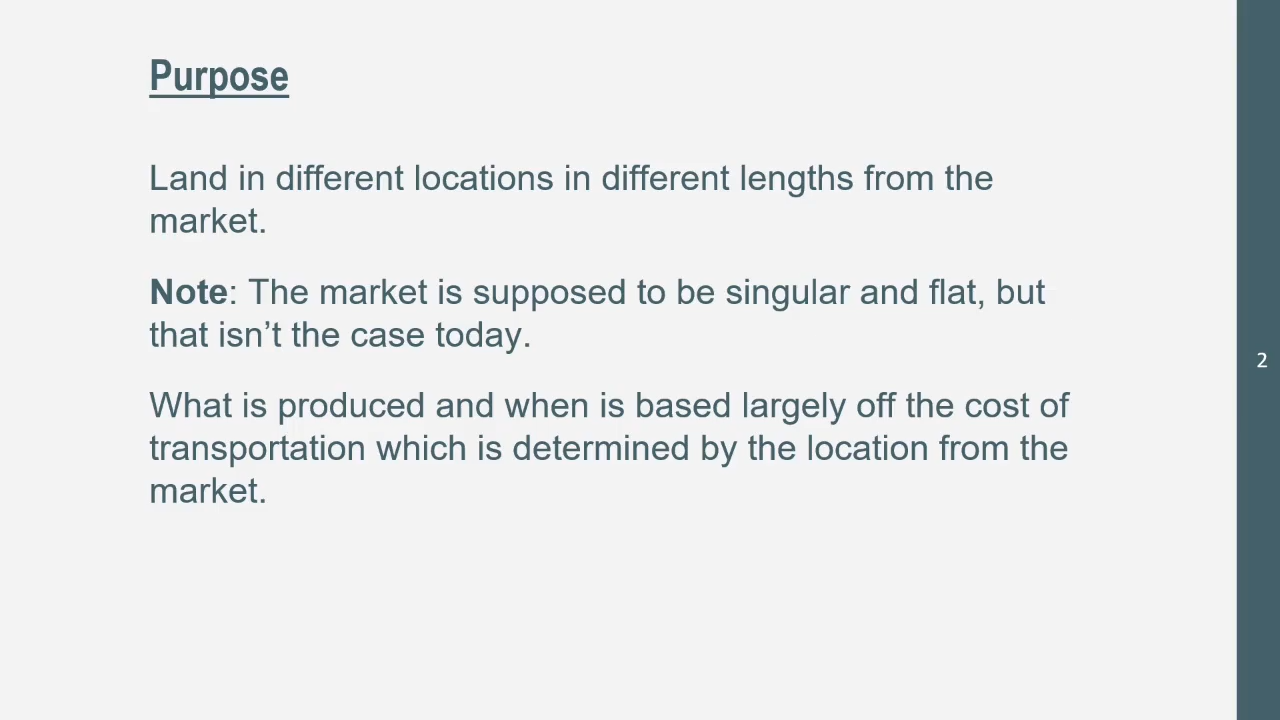 Purpose
Land in different locations in different lengths from the
market.
Note: The market is supposed to be singular and flat, but
that isn’t the case today.
2
What is produced and when is based largely off the cost of
transportation which is determined by the location from the
market.